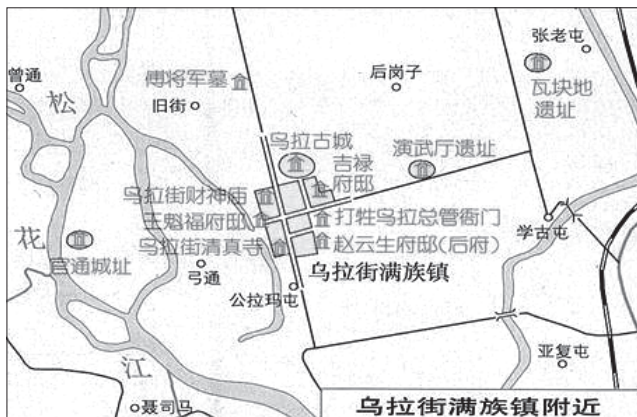 张老屯
曾通
傅将军墓
后岗子
瓦块地
遗址
松
旧街
乌拉古城
吉禄
府邸
演武厅遗址
乌拉街财神庙
王魁福府邸
打牲乌拉总管衙门
花
乌拉街清真寺
赵云生府邸(后府)
学古屯
官通城址
弓通
乌拉街满族镇
公拉玛屯
江
亚复屯
聂司马
乌拉街满族镇附近